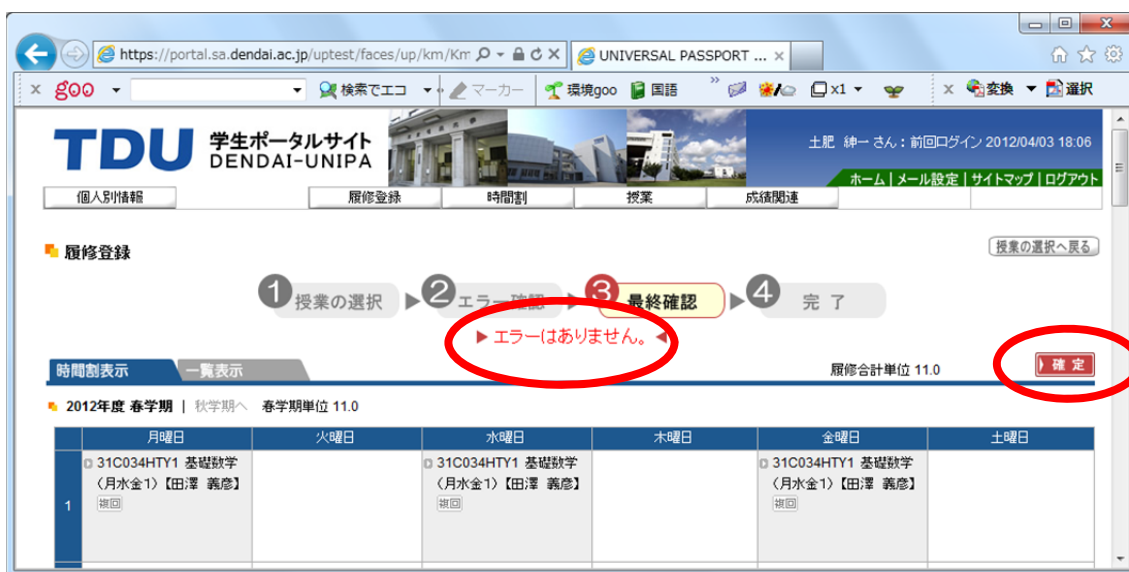 https://portal.sa.dendai.ac.jp/uptest/faces/up/km/Km
UNIVERSAL PASSPORT ... ×
× goo 検索でエコ マーカー 環境goo 国語 » x1 × 変換 選択
TDU 学生ポータルサイト
DENDAI-UNIPA
土肥 紳一 さん：前回ログイン 2012/04/03 18:06
ホーム | メール設定 | サイトマップ | ログアウト
個人別情報 履修登録 時間割 授業 成績関連
履修登録
授業の選択へ戻る
1 授業の選択 ▶ 2 エラー確認 ▶ 3 最終確認 ▶ 4 完了
▶ エラーはありません。 ◀
時間割表示 一覧表示 履修合計単位 11.0 確定
2012年度 春学期 | 秋学期へ 春学期単位 11.0
月曜日 火曜日 水曜日 木曜日 金曜日 土曜日
1
31C034HTY1 基礎数学
（月水金1）【田澤 義彦】
複回
31C034HTY1 基礎数学
（月水金1）【田澤 義彦】
複回
31C034HTY1 基礎数学
（月水金1）【田澤 義彦】
複回